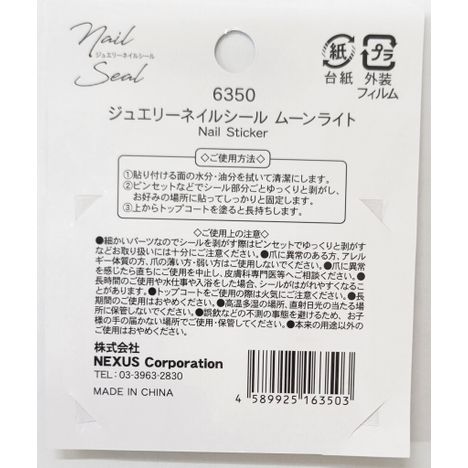 Nail
ジュエリーネイルシール
Seal
紙
台紙
プラ
外装
フィルム
6350
ジュエリーネイルシール ムーンライト
Nail Sticker
◇ご使用方法◇
①貼り付ける面の水分・油分を拭いて清潔にします。
②ピンセットなどでシール部分ごとゆっくりと剥がし、
お好みの場所に貼ってしっかりと固定します。
③上からトップコートを塗ると長持ちします。
◇ご使用上の注意◇
●細かいパーツなのでシールを剥がす際はピンセットでゆっくりと剥がす
などお取り扱いには十分にご注意ください。●爪に異常のある方、アレル
ギー体質の方、爪の薄い方・弱い方はご使用しないでください。●爪に異常
を感じたら直ちにご使用を中止し、皮膚科専門医等へご相談ください。●
長時間のご使用や水仕事や入浴をした場合、シールがはがれやすくなるこ
とがあります。●トップコートをご使用の際は火気にご注意ください。●長
期間のご使用はおやめください。●高温多湿の場所、直射日光の当たる場
所に保管しないでください。●誤飲などの不測の事態を避けるため、お子
様の手の届かない場所でご使用・保管してください。●本来の用途以外の
ご使用はおやめください。
株式会社
NEXUS Corporation
TEL: 03-3963-2830
MADE IN CHINA
4 589925 163503